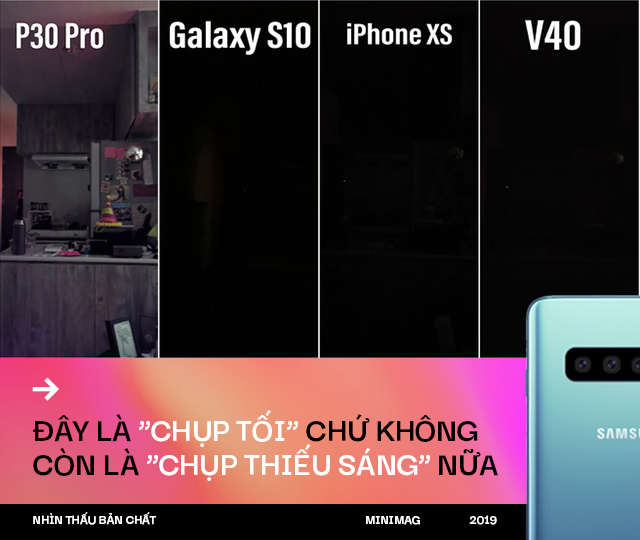 P30 Pro
Galaxy S10
iPhone XS
V40
ĐÂY LÀ ”CHỤP TỐI” CHỨ KHÔNG
CÒN LÀ ”CHỤP THIẾU SÁNG” NỮA
SAMSU
NHÌN THẤU BẢN CHẤT
MINIMAG
2019